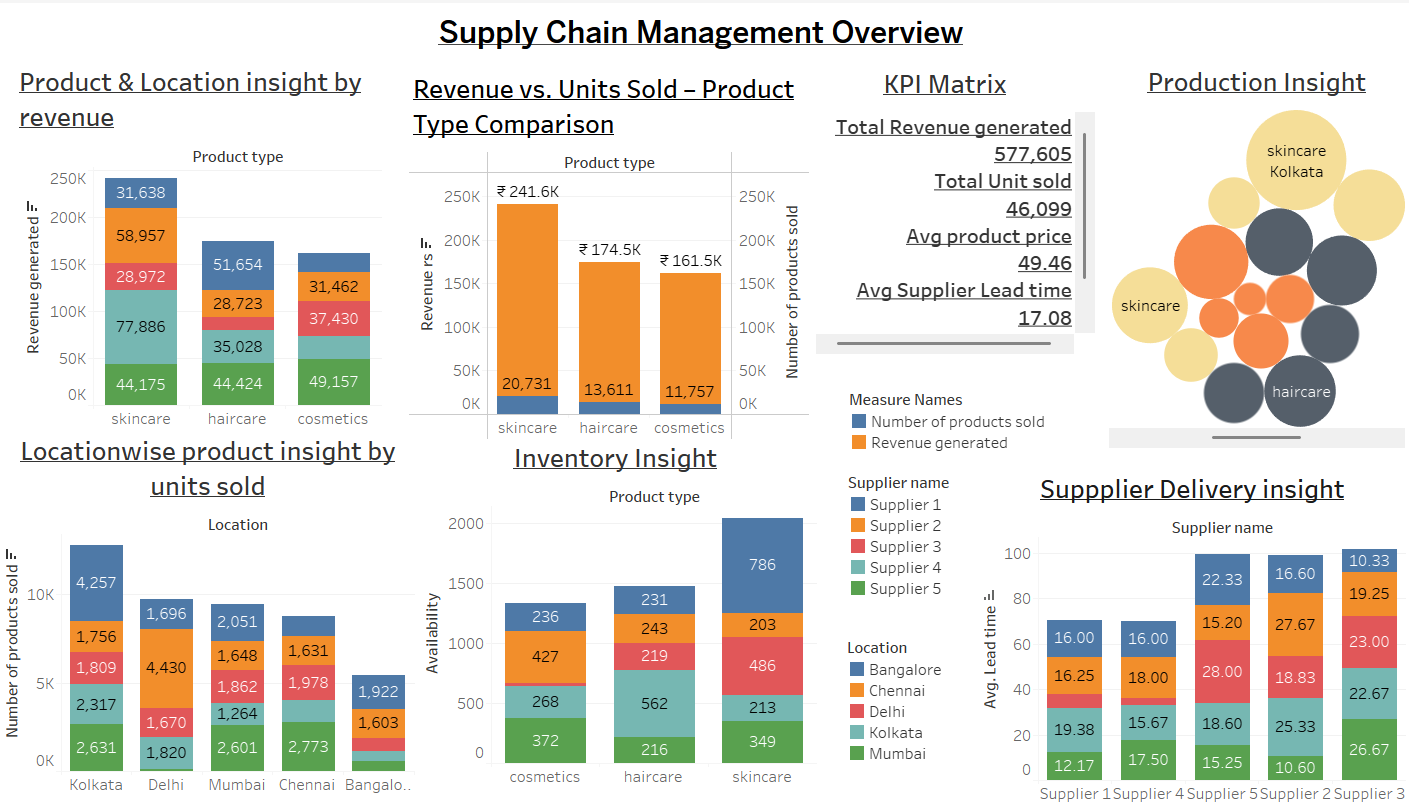 Supply Chain Management Overview
Product & Location insight by
revenue
Product type
Revenue generated
250K
200K
150K
100K
50K
0K
31,638
58,957
28,972
77,886
44,175
51,654
28,723
35,028
44,424
31,462
37,430
49,157
skincare
haircare
cosmetics
Revenue vs. Units Sold – Product
Type Comparison
Product type
Revenue rs
250K
200K
150K
100K
50K
0K
₹ 241.6K
₹ 174.5K
₹ 161.5K
20,731
13,611
11,757
250K
200K
150K
100K
50K
0K
Number of products sold
skincare
haircare
cosmetics
KPI Matrix
Total Revenue generated
577,605
Total Unit sold
46,099
Avg product price
49.46
Avg Supplier Lead time
17.08
Production Insight
skincare
Kolkata
skincare
haircare
Measure Names
Number of products sold
Revenue generated
Supplier name
Supplier 1
Supplier 2
Supplier 3
Supplier 4
Supplier 5
Location
Bangalore
Chennai
Delhi
Kolkata
Mumbai
Locationwise product insight by
units sold
Location
Number of products sold
10K
5K
0K
4,257
1,756
1,809
2,317
2,631
1,696
4,430
1,670
1,820
2,051
1,648
1,862
1,264
2,601
1,631
1,978
2,773
1,922
1,603
Kolkata
Delhi
Mumbai
Chennai
Bangalo..
Inventory Insight
Product type
Availability
2000
1500
1000
500
0
236
427
268
372
231
243
219
562
216
786
203
486
213
349
cosmetics
haircare
skincare
Suppplier Delivery insight
Supplier name
Avg. Lead time
100
80
60
40
20
0
16.00
16.25
19.38
12.17
16.00
18.00
15.67
17.50
22.33
15.20
28.00
18.60
15.25
16.60
27.67
18.83
25.33
10.60
10.33
19.25
23.00
22.67
26.67
Supplier 1
Supplier 4
Supplier 5
Supplier 2
Supplier 3